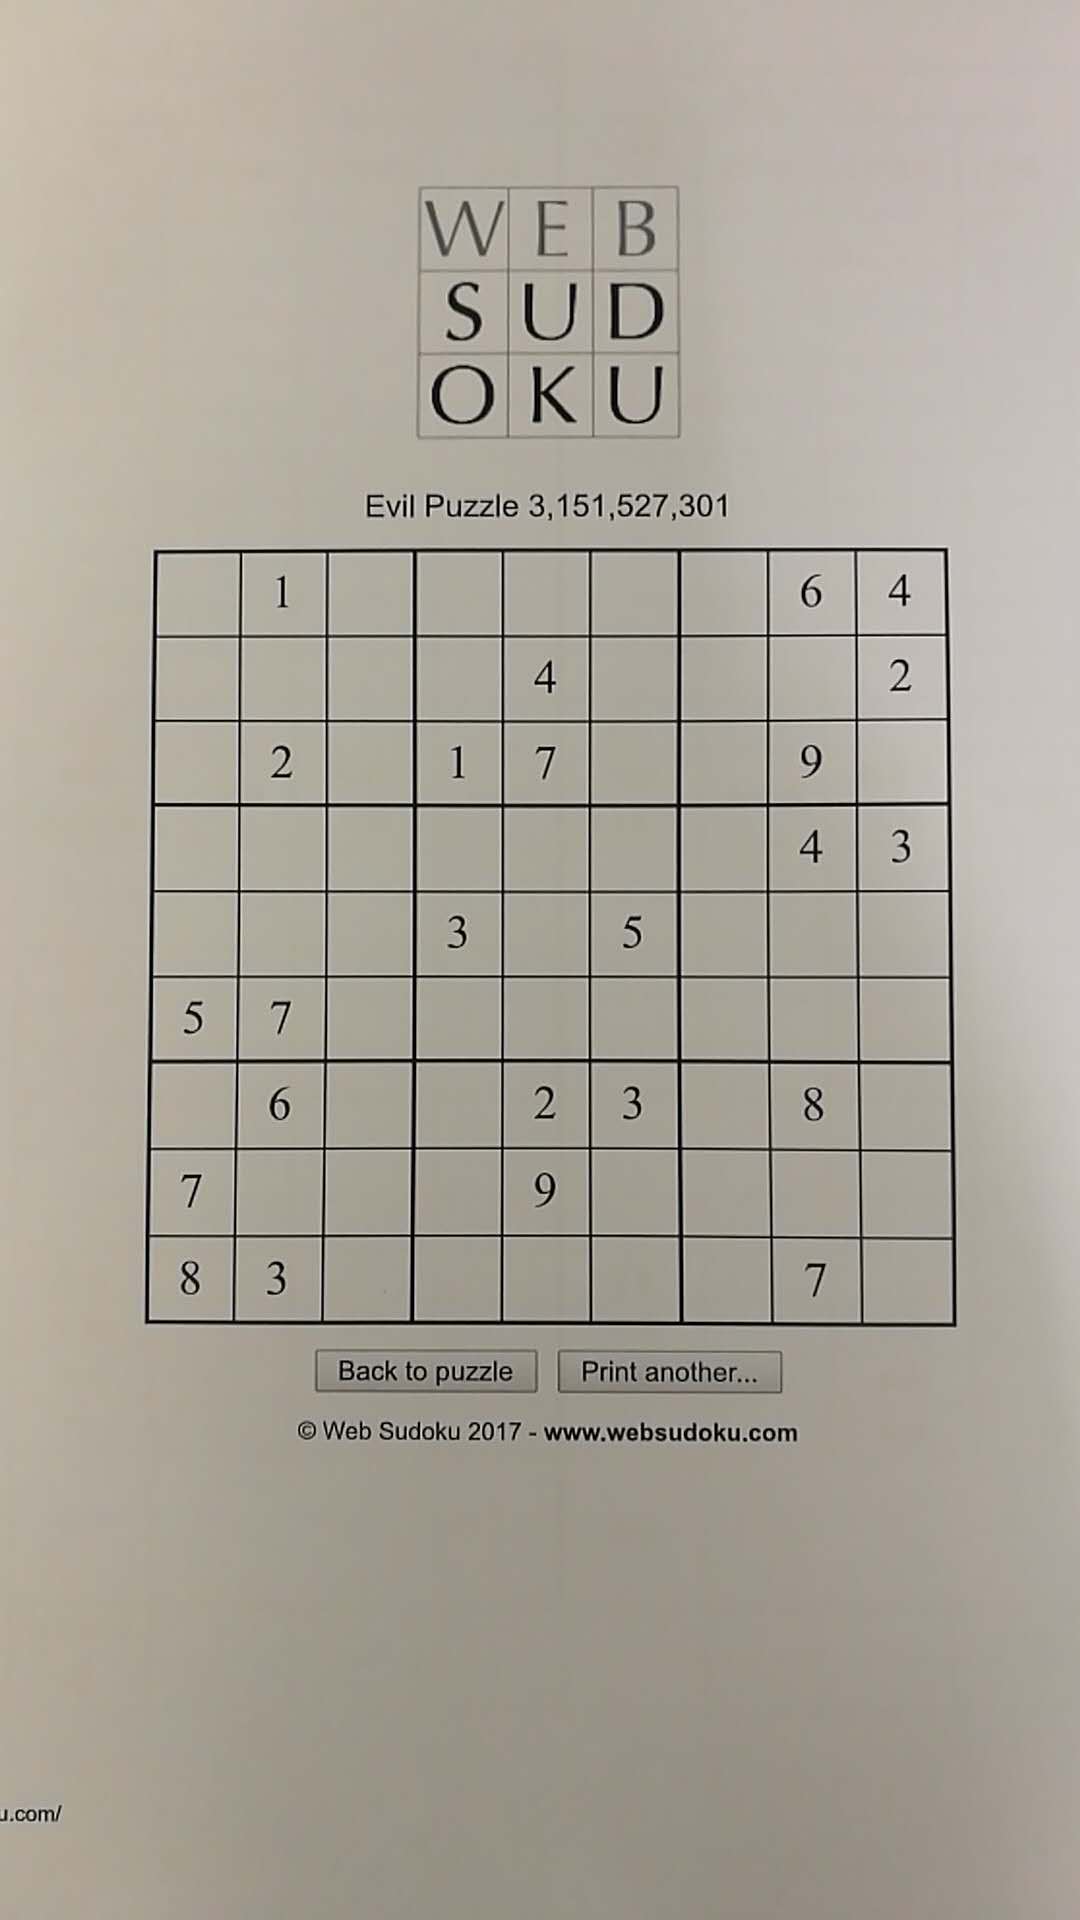 W E B
S U D
O K U
Evil Puzzle 3,151,527,301
1 6 4
4 2
2 1 7 9
4 3
3 5
5 7
6 2 3 8
7 9
8 3 7
Back to puzzle Print another...
© Web Sudoku 2017 - www.websudoku.com
u.com/